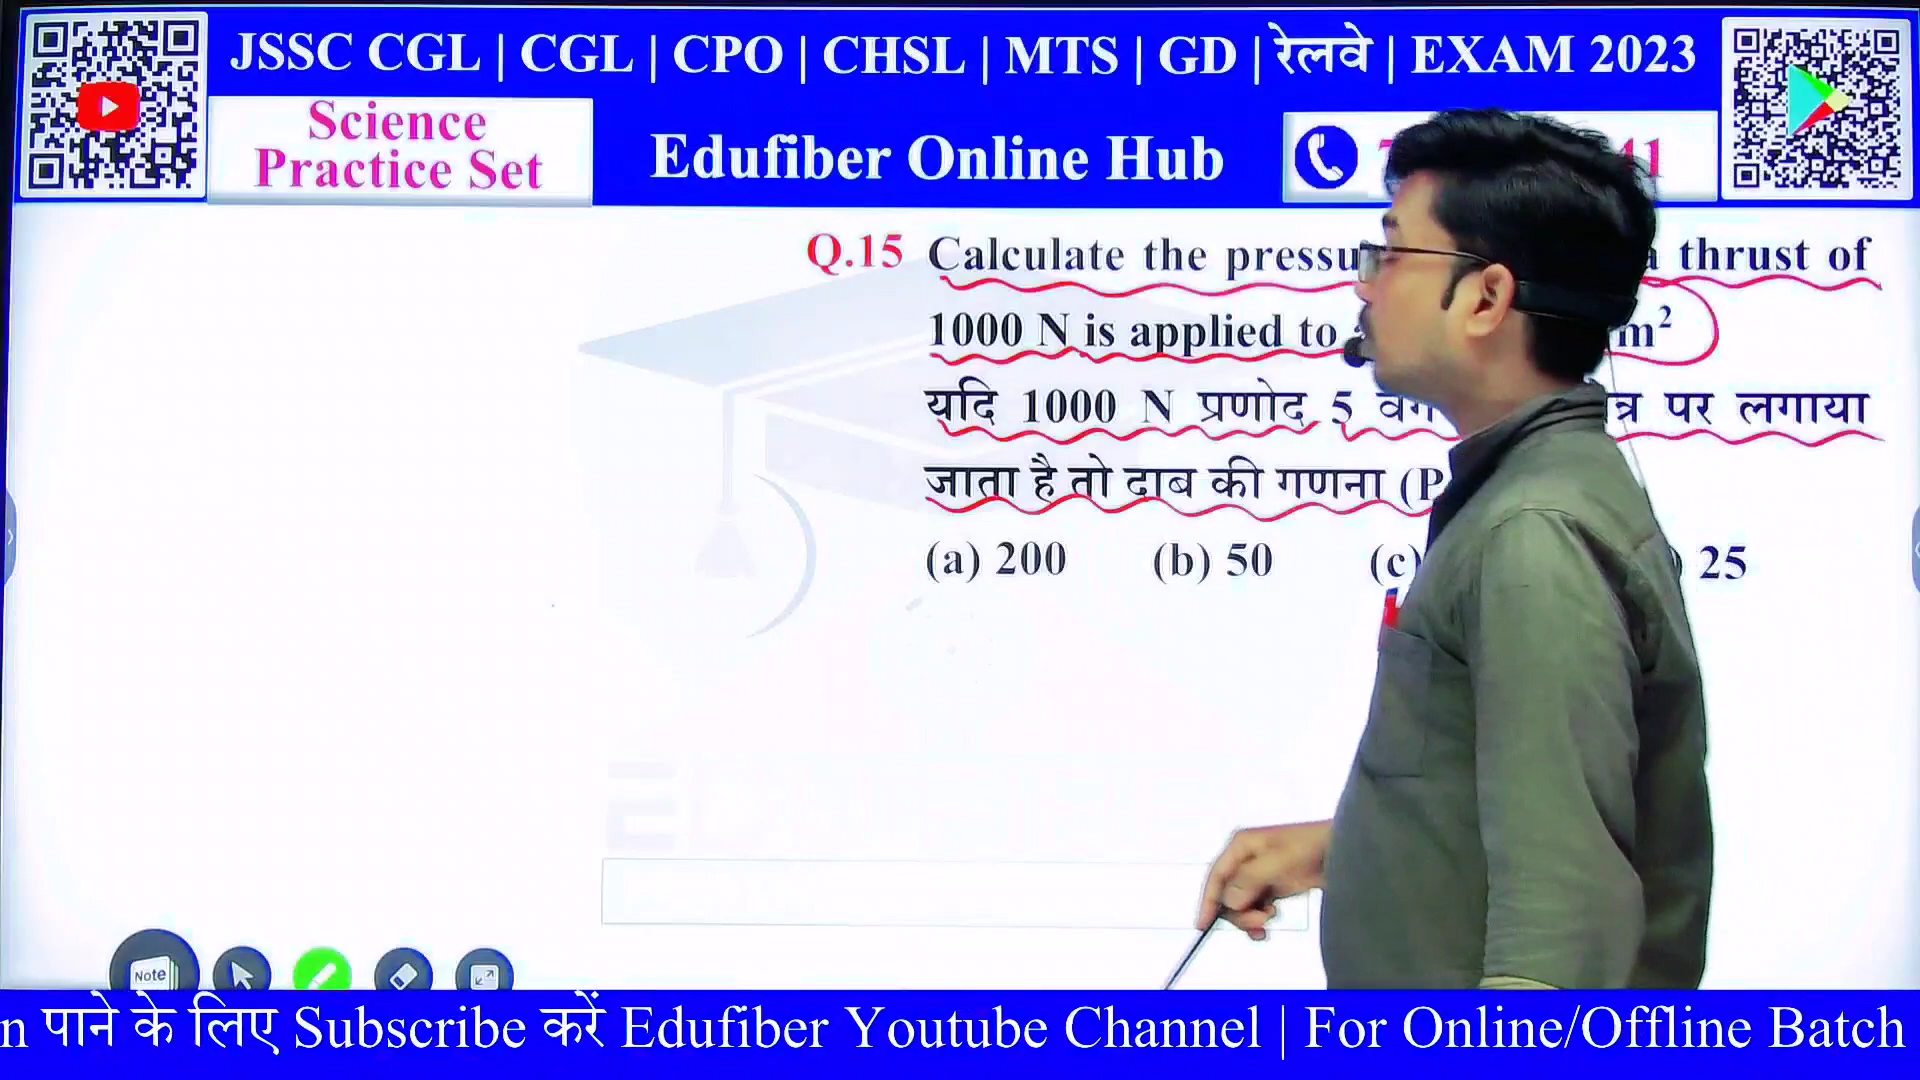 JSSC CGL | CGL | CPO | CHSL | MTS | GD | रेलवे | EXAM 2023
Science
Practice Set
Edufiber Online Hub
41
Q.15 Calculate the thrust of
1000 N is applied to m²
यदि 1000 N प्रणोद 5 पर लगाया
जाता है तो दाब की गणना (P
(a) 200 (b) 50 (c) 25
Note
पाने के लिए Subscribe करें Edufiber Youtube Channel | For Online/Offline Batch